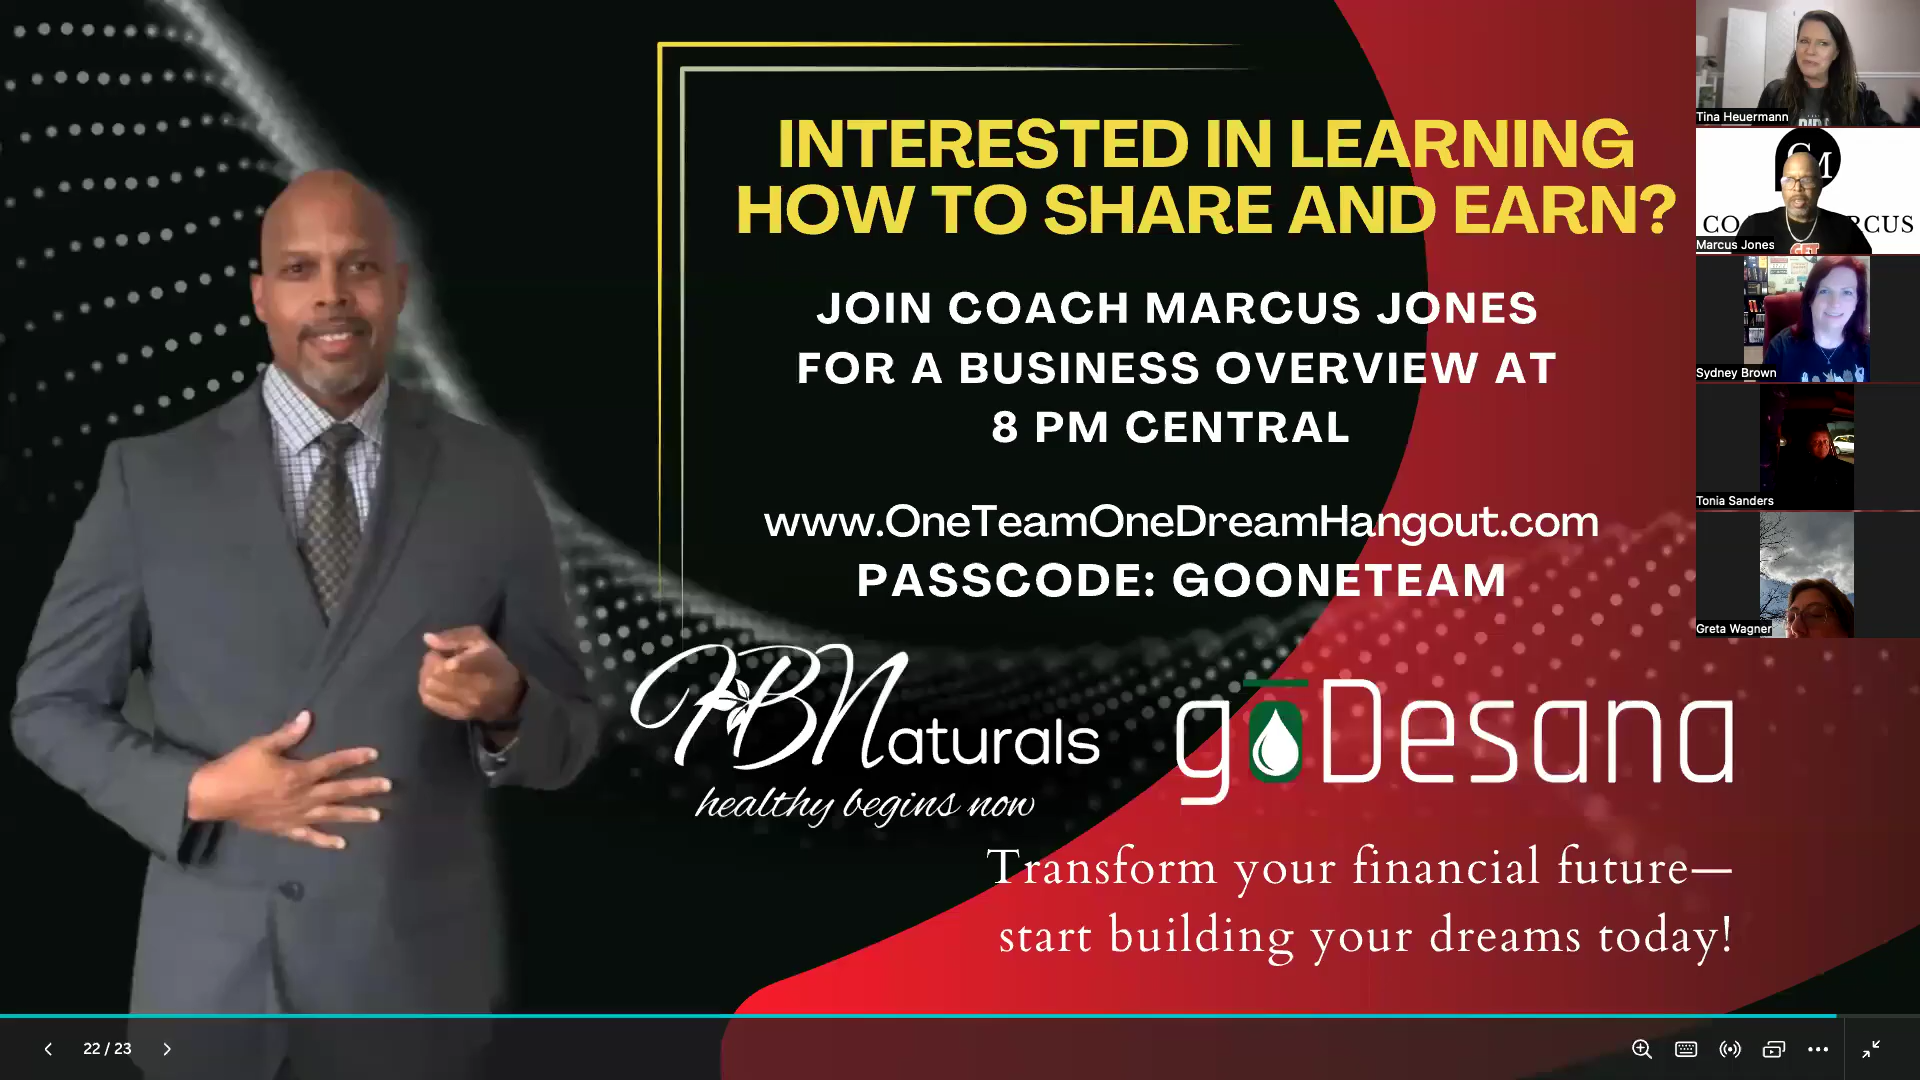 INTERESTED IN LEARNING
HOW TO SHARE AND EARN?
JOIN COACH MARCUS JONES
FOR A BUSINESS OVERVIEW AT
8 PM CENTRAL
www.OneTeamOneDreamHangout.com
PASSCODE: GOONETEAM
HBNaturals
healthy begins now
goDesana
Transform your financial future—
start building your dreams today!
22 / 23
Tina Heuermann
CM
Marcus Jones
GET
Sydney Brown
Tonia Sanders
Greta Wagner